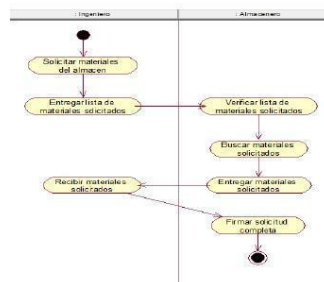 : Ingeniero
: Almacenero
Solicitar materiales
del almacen
Entregar lista de
materiales solicitados
Verificar lista de
materiales solicitados
Buscar materiales
solicitados
Entregar materiales
solicitados
Recibir materiales
solicitados
Firmar solicitud
completa